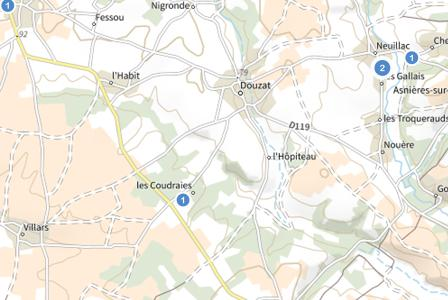 1
Nigronde
Fessou
92
Neuillac
1
Che
79
2
s Gallais
l'Habit
Douzat
Asnières-sur-
D119
les Troquerauds
Nouère
l'Hôpiteau
les Coudraies
1
Go
Villars